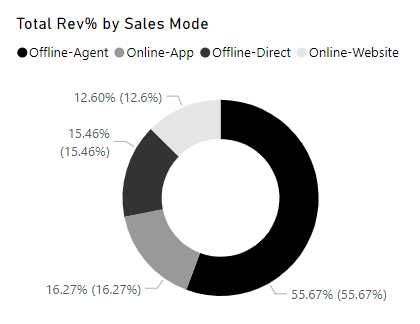 Total Rev% by Sales Mode
Offline-Agent Online-App Offline-Direct Online-Website
12.60% (12.6%)
15.46%
(15.46%)
16.27% (16.27%)
55.67% (55.67%)